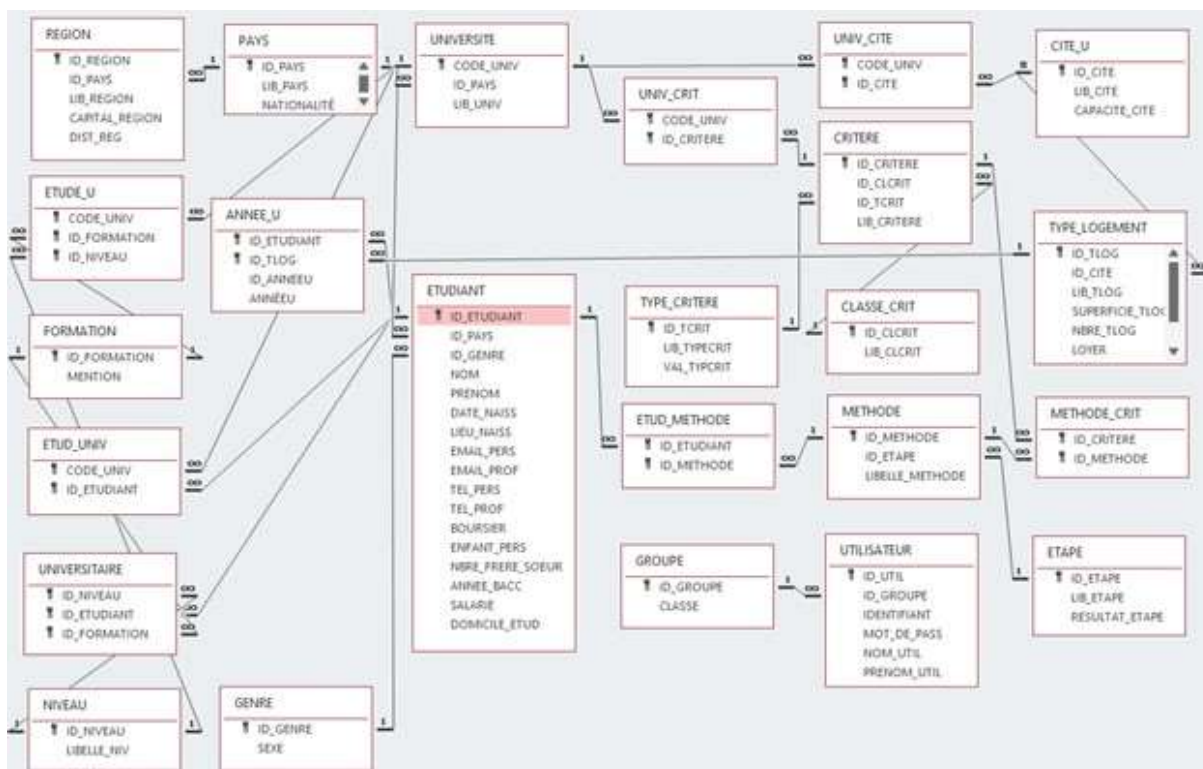 REGION
ID_REGION
ID_PAYS
LIB_REGION
CAPITAL_REGION
DIST_REG
PAYS
ID_PAYS
LIB_PAYS
NATIONALITÉ
UNIVERSITE
CODE_UNIV
ID_PAYS
LIB_UNIV
UNIV_CRIT
CODE_UNIV
ID_CRITERE
UNIV_CITE
CODE_UNIV
ID_CITE
CITE_U
ID_CITE
LIB_CITE
CAPACITE_CITE
CRITERE
ID_CRITERE
ID_CLCRIT
ID_TCRIT
LIB_CRITERE
ETUDE_U
CODE_UNIV
ID_FORMATION
ID_NIVEAU
ANNEE_U
ID_ETUDIANT
ID_TLOG
ID_ANNEEU
ANNÉEU
TYPE_LOGEMENT
ID_TLOG
ID_CITE
LIB_TLOG
SUPERFICIE_TLOG
NBRE_TLOG
LOYER
ETUDIANT
ID_ETUDIANT
ID_PAYS
ID_GENRE
NOM
PRENOM
DATE_NAISS
LIEU_NAISS
EMAIL_PERS
EMAIL_PROF
TEL_PERS
TEL_PROF
BOURSIER
ENFANT_PERS
NBRE_FRERE_SOEUR
ANNEE_BACC
SALARIE
DOMICILE_ETUD
TYPE_CRITERE
ID_TCRIT
LIB_TYPECRIT
VAL_TYPCRIT
CLASSE_CRIT
ID_CLCRIT
LIB_CLCRIT
FORMATION
ID_FORMATION
MENTION
ETUD_METHODE
ID_ETUDIANT
ID_METHODE
METHODE
ID_METHODE
ID_ETAPE
LIBELLE_METHODE
METHODE_CRIT
ID_CRITERE
ID_METHODE
ETUD_UNIV
CODE_UNIV
ID_ETUDIANT
UNIVERSITAIRE
ID_NIVEAU
ID_ETUDIANT
ID_FORMATION
GROUPE
ID_GROUPE
CLASSE
UTILISATEUR
ID_UTIL
ID_GROUPE
IDENTIFIANT
MOT_DE_PASS
NOM_UTIL
PRENOM_UTIL
ETAPE
ID_ETAPE
LIB_ETAPE
RESULTAT_ETAPE
NIVEAU
ID_NIVEAU
LIBELLE_NIV
GENRE
ID_GENRE
SEXE